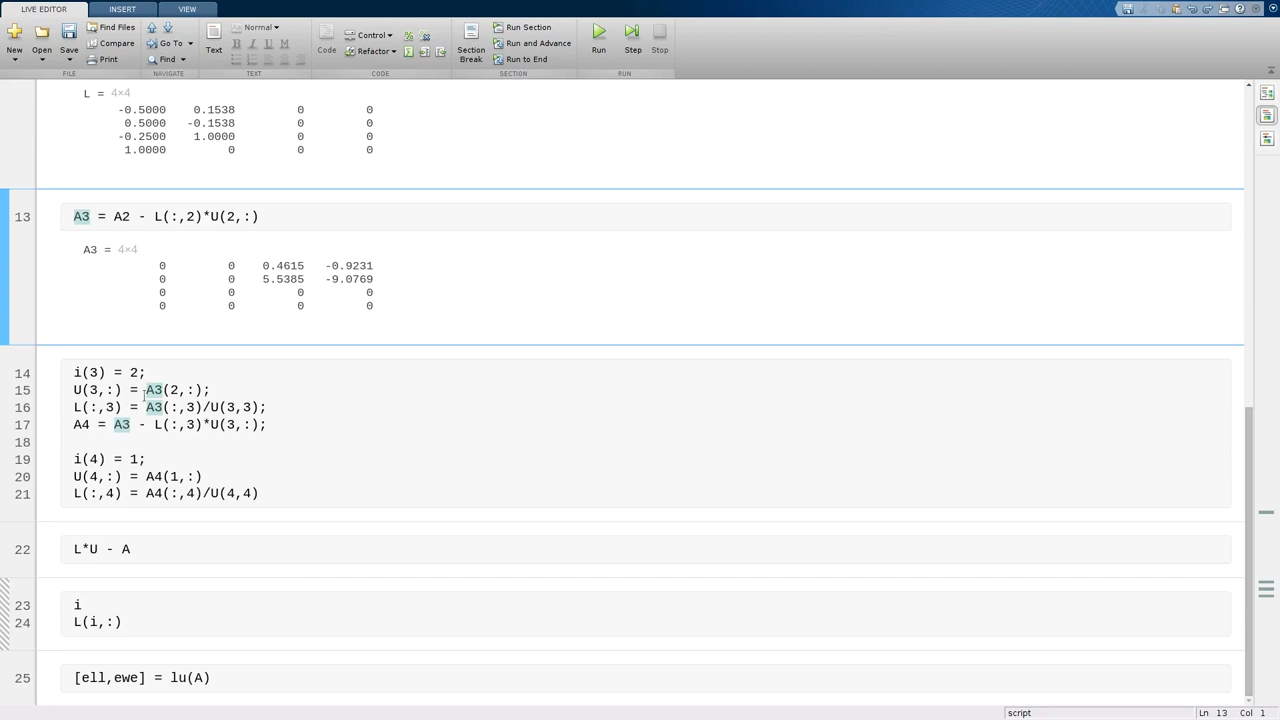 LIVE EDITOR INSERT VIEW
New Open Save Find Files Compare Print
FILE
Go To Find
NAVIGATE
Text Normal B I U M
TEXT
Code Control Refactor
CODE
Section Break Run Section Run and Advance Run to End
SECTION
Run Step Stop
RUN
L = 4×4
-0.5000 0.1538 0 0
0.5000 -0.1538 0 0
-0.2500 1.0000 0 0
1.0000 0 0 0
13 A3 = A2 - L(:,2)*U(2,:)
A3 = 4×4
0 0 0.4615 -0.9231
0 0 5.5385 -9.0769
0 0 0 0
0 0 0 0
14 i(3) = 2;
15 U(3,:) = A3(2,:);
16 L(:,3) = A3(:,3)/U(3,3);
17 A4 = A3 - L(:,3)*U(3,:);
18
19 i(4) = 1;
20 U(4,:) = A4(1,:)
21 L(:,4) = A4(:,4)/U(4,4)
22 L*U - A
23 i
24 L(i,:)
25 [ell,ewe] = lu(A)
script Ln 13 Col 1